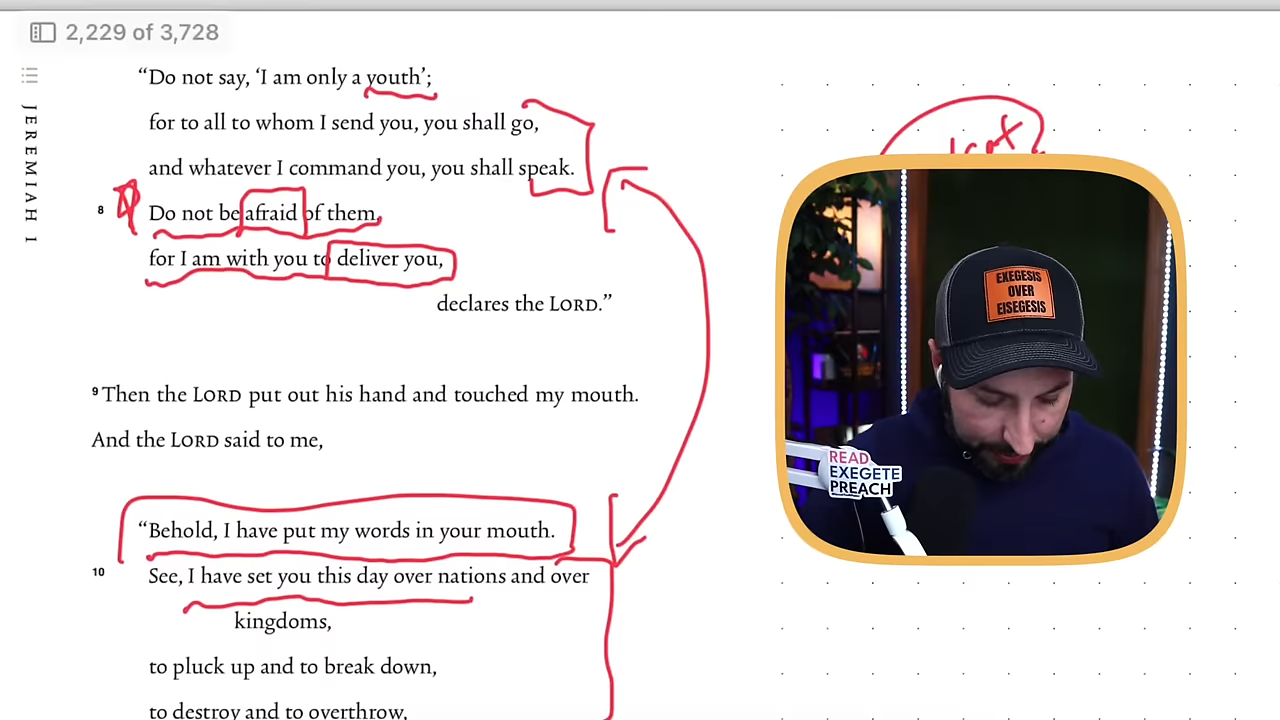 2,229 of 3,728
JEREMIAH 1
“Do not say, ‘I am only a youth’;
for to all to whom I send you, you shall go,
and whatever I command you, you shall speak.
8 Do not be afraid of them,
for I am with you to deliver you,
declares the LORD.”
9 Then the LORD put out his hand and touched my mouth.
And the LORD said to me,
“Behold, I have put my words in your mouth.
10 See, I have set you this day over nations and over
kingdoms,
to pluck up and to break down,
to destroy and to overthrow,
EXEGESIS
OVER
EISEGESIS
READ
EXEGETE
PREACH